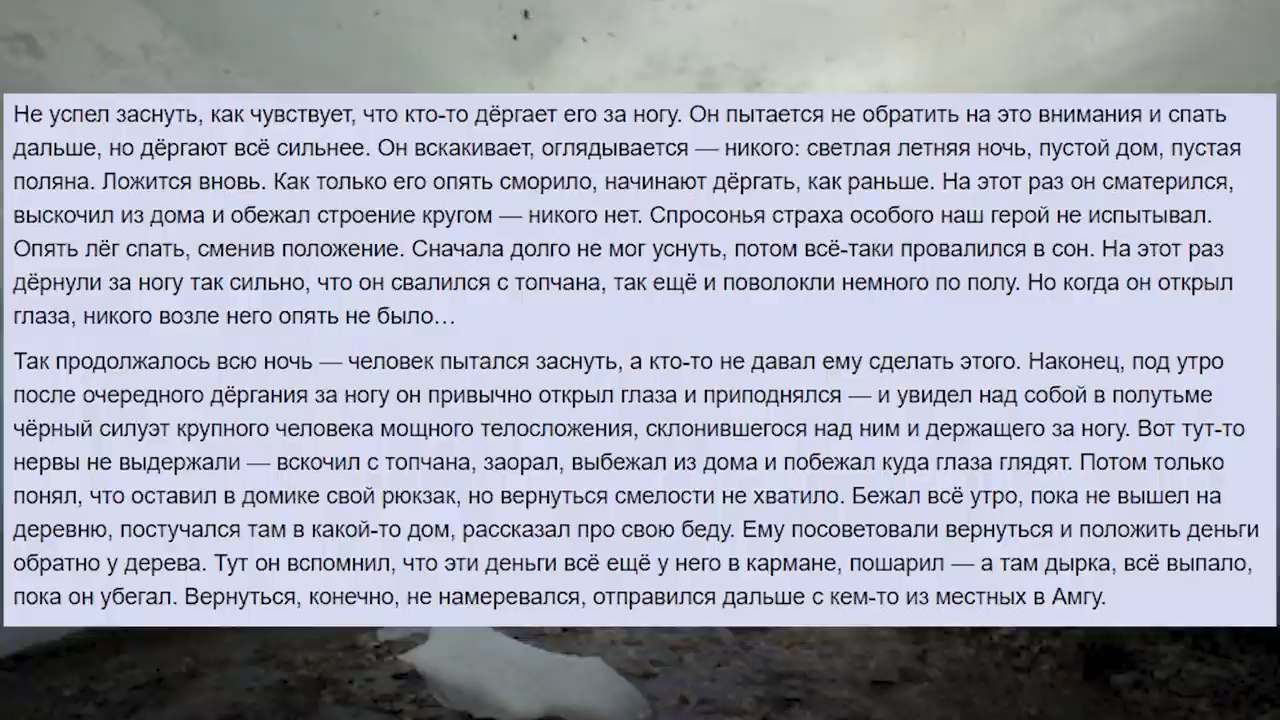 Не успел заснуть, как чувствует, что кто-то дёргает его за ногу. Он пытается не обратить на это внимания и спать
дальше, но дёргают всё сильнее. Он вскакивает, оглядывается — никого: светлая летняя ночь, пустой дом, пустая
поляна. Ложится вновь. Как только его опять сморило, начинают дёргать, как раньше. На этот раз он сматерился,
выскочил из дома и обежал строение кругом — никого нет. Спросонья страха особого наш герой не испытывал.
Опять лёг спать, сменив положение. Сначала долго не мог уснуть, потом всё-таки провалился в сон. На этот раз
дёрнули за ногу так сильно, что он свалился с топчана, так ещё и поволокли немного по полу. Но когда он открыл
глаза, никого возле него опять не было…
Так продолжалось всю ночь — человек пытался заснуть, а кто-то не давал ему сделать этого. Наконец, под утро
после очередного дёргания за ногу он привычно открыл глаза и приподнялся — и увидел над собой в полутьме
чёрный силуэт крупного человека мощного телосложения, склонившегося над ним и держащего за ногу. Вот тут-то
нервы не выдержали — вскочил с топчана, заорал, выбежал из дома и побежал куда глаза глядят. Потом только
понял, что оставил в домике свой рюкзак, но вернуться смелости не хватило. Бежал всё утро, пока не вышел на
деревню, постучался там в какой-то дом, рассказал про свою беду. Ему посоветовали вернуться и положить деньги
обратно у дерева. Тут он вспомнил, что эти деньги всё ещё у него в кармане, пошарил — а там дырка, всё выпало,
пока он убегал. Вернуться, конечно, не намеревался, отправился дальше с кем-то из местных в Амгу.